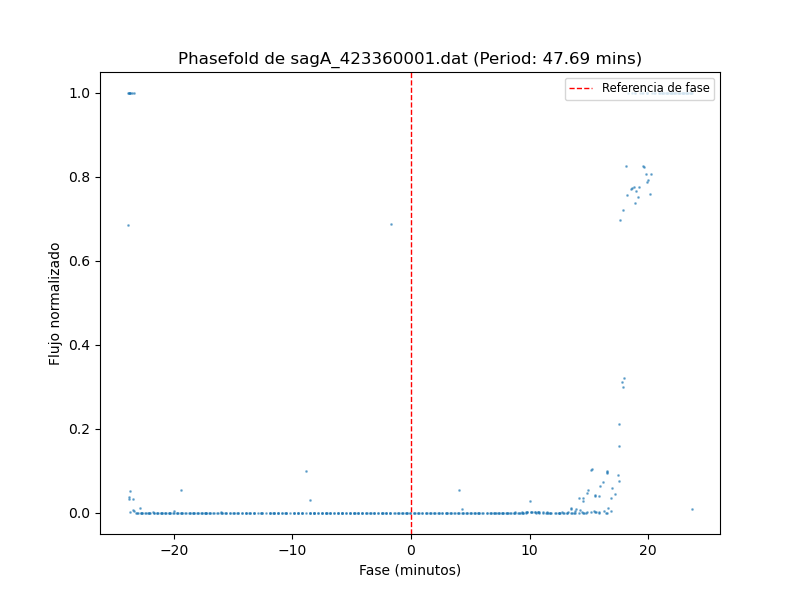 Phasefold de sagA_423360001.dat (Period: 47.69 mins)
Referencia de fase
Flujo normalizado
1.0
0.8
0.6
0.4
0.2
0.0
−20
−10
0
10
20
Fase (minutos)